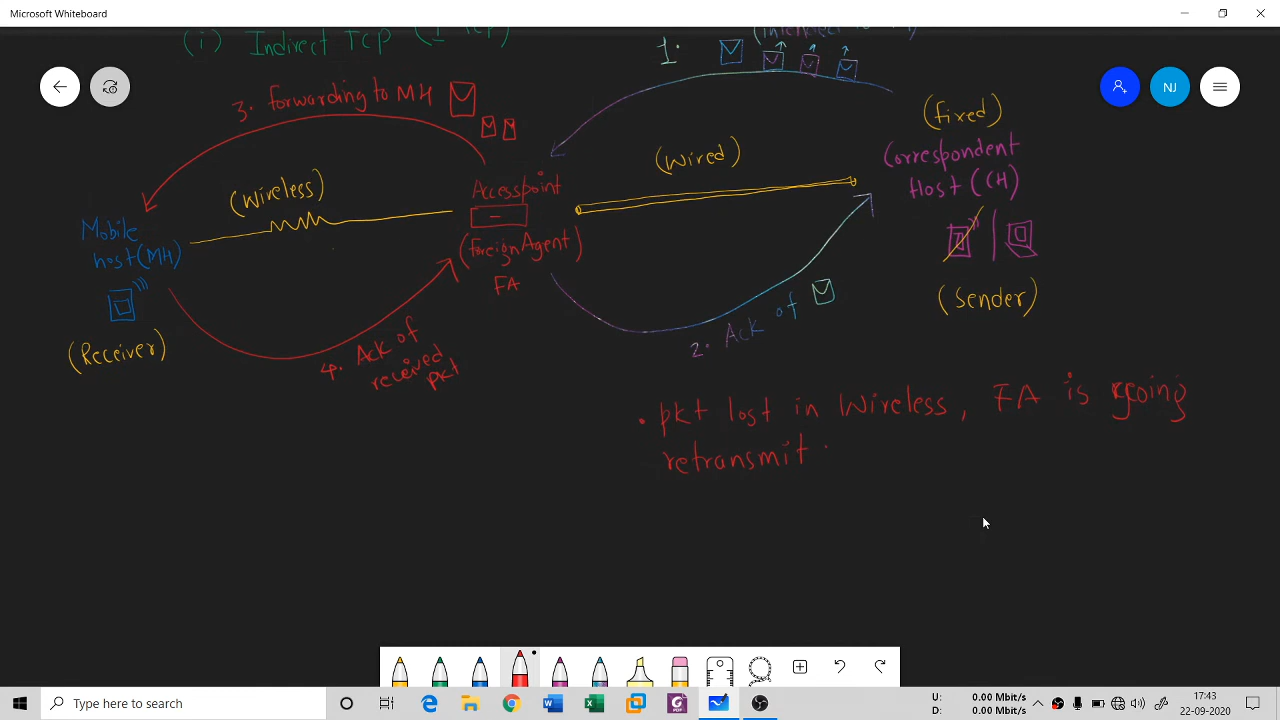 Microsoft Whiteboard
(i) Indirect TCP
1.
3. forwarding to MH
(fixed)
Correspondent
Host (CH)
(Wired)
(Wireless)
Accesspoint
(foreign Agent)
FA
Mobile
host(MH)
(Receiver)
(Sender)
2. Ack of
4. Ack of
received
pkt
• pkt lost in Wireless, FA is going
retransmit.
NJ
Type here to search
U: 0.00 Mbit/s
D: 0.00 Mbit/s
17:43
22-09-2020